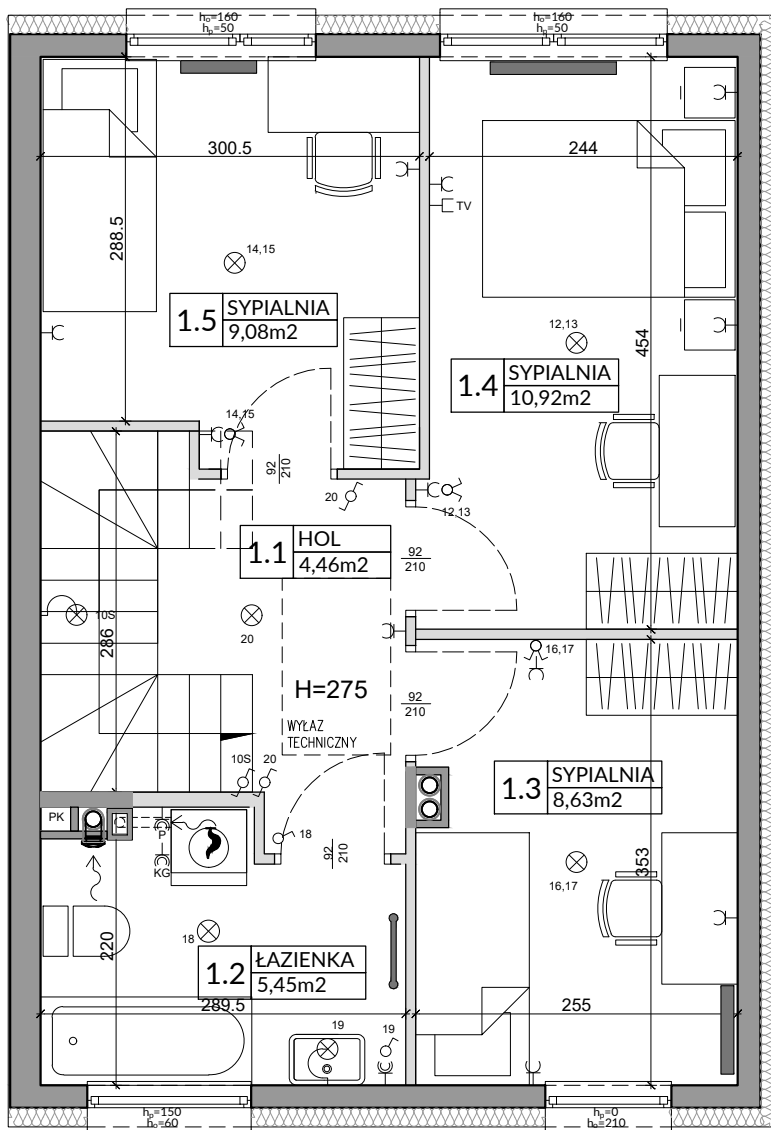 hₒ=160
hₚ=50
hₒ=160
hₚ=50
300.5
244
288.5
TV
14,15
1.5
SYPIALNIA
9,08m2
12,13
454
1.4
SYPIALNIA
10,92m2
14,15
92
210
20
12,13
1.1
HOL
4,46m2
92
210
10S
20
286
16,17
H=275
92
210
WYŁAZ
TECHNICZNY
10S
20
1.3
SYPIALNIA
8,63m2
PK
P
18
92
210
KG
16,17
353
18
220
1.2
ŁAZIENKA
5,45m2
289.5
255
19
19
hₚ=150
hₒ=60
hₚ=0
hₒ=210